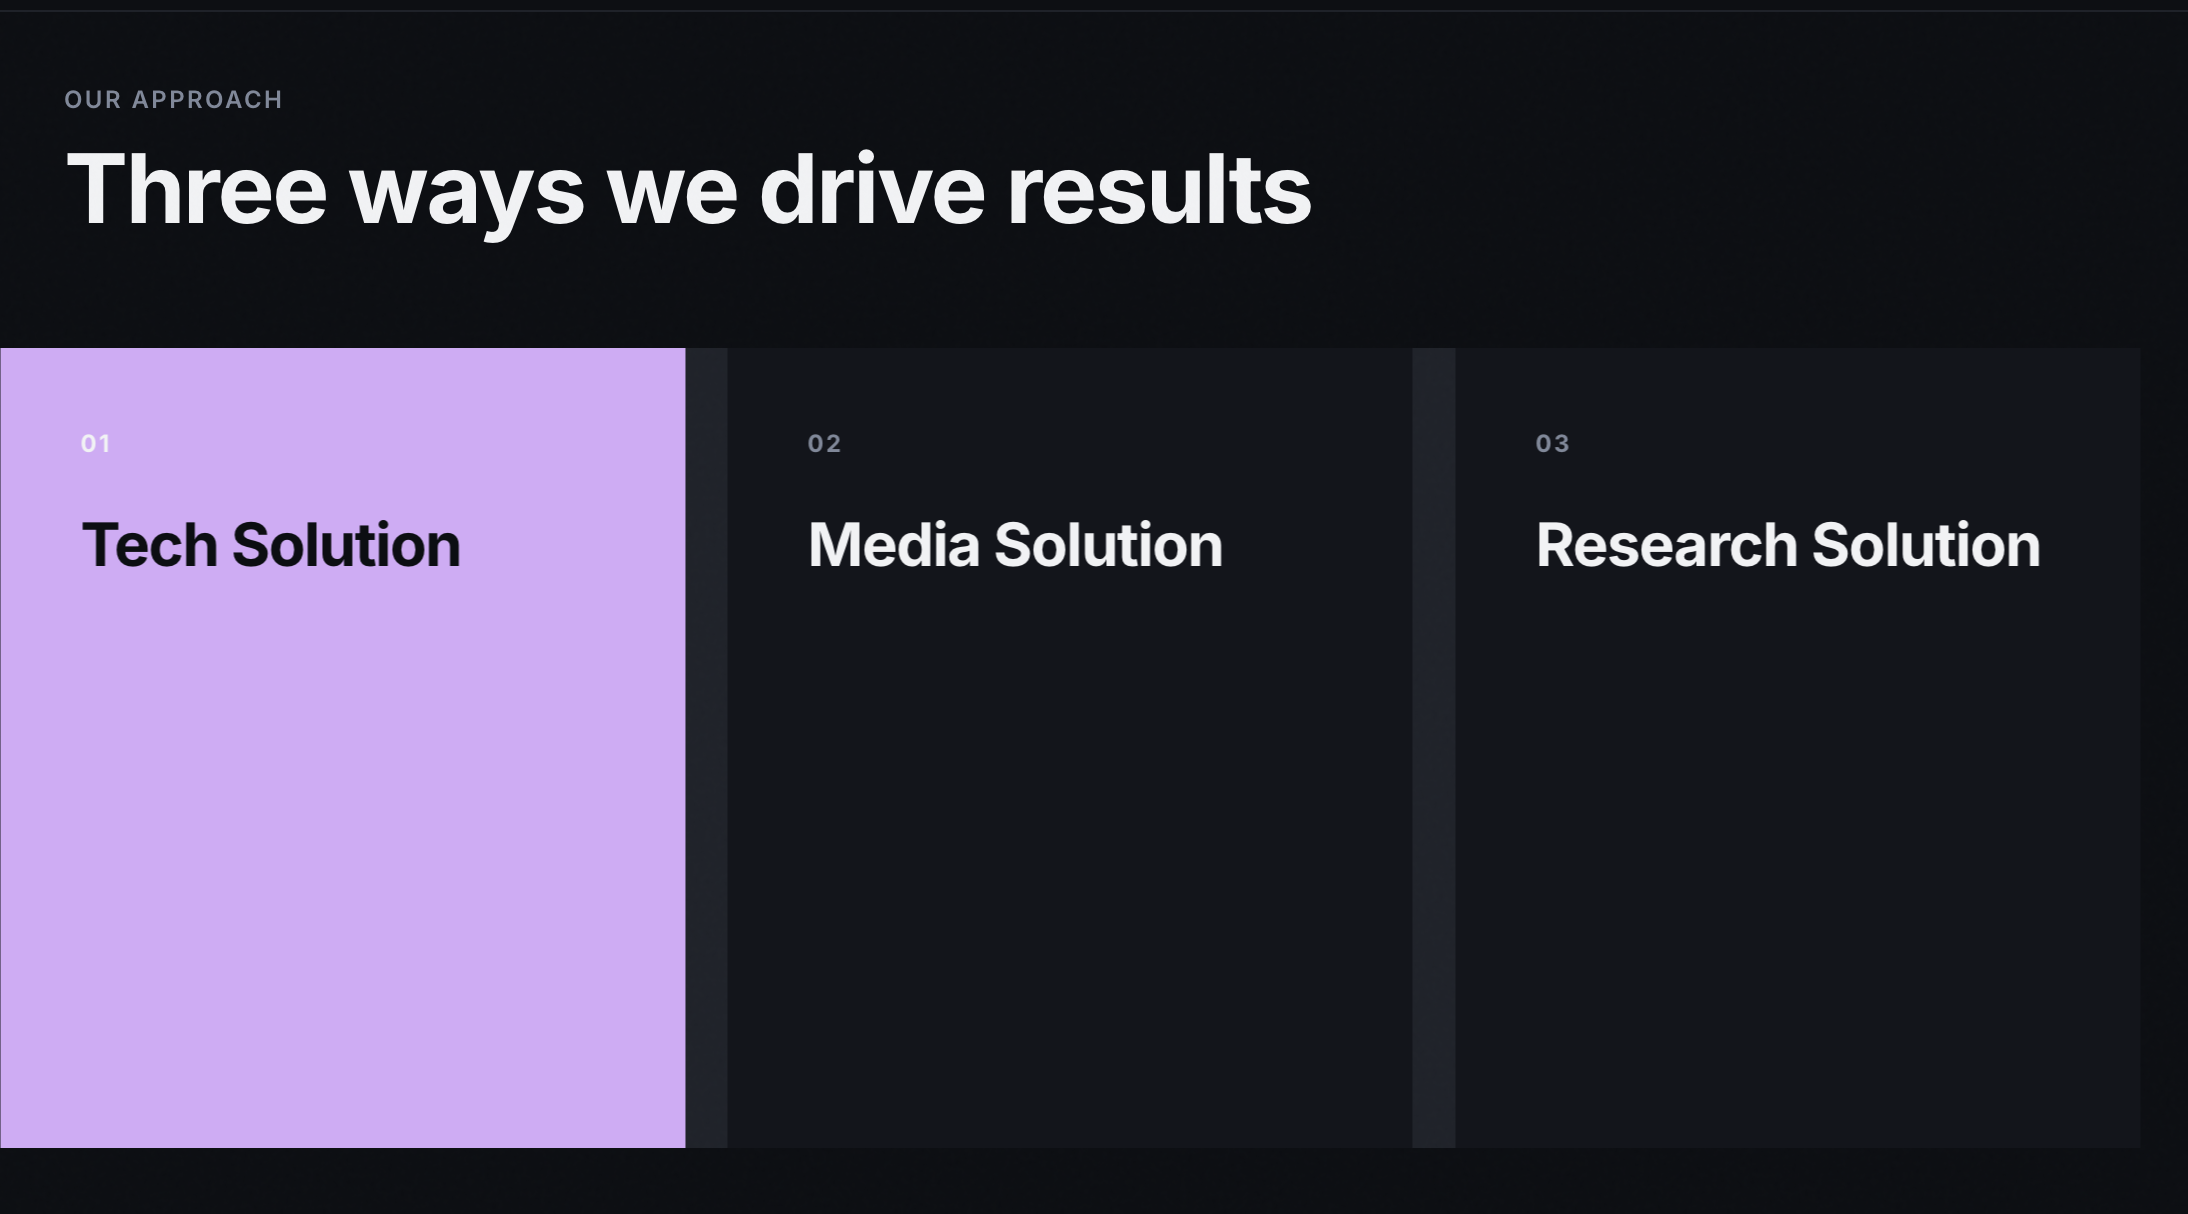 OUR APPROACH
Three ways we drive results
01
Tech Solution
02
Media Solution
03
Research Solution